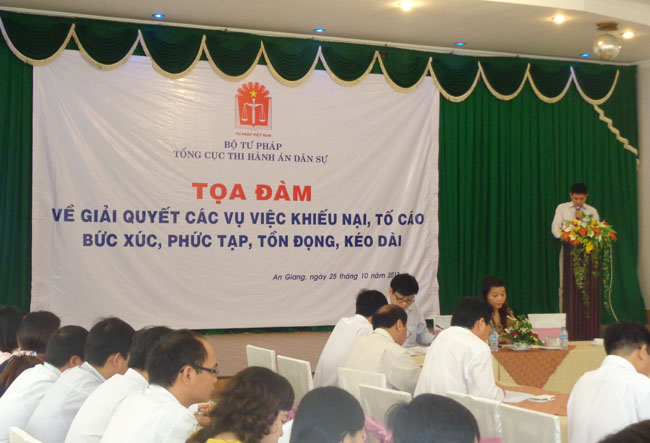 TƯ PHÁP VIỆT NAM
BỘ TƯ PHÁP
TỔNG CỤC THI HÀNH ÁN DÂN SỰ
TỌA ĐÀM
VỀ GIẢI QUYẾT CÁC VỤ VIỆC KHIẾU NẠI, TỐ CÁO
BỨC XÚC, PHỨC TẠP, TỒN ĐỌNG, KÉO DÀI
An Giang, ngày 25 tháng 10 năm